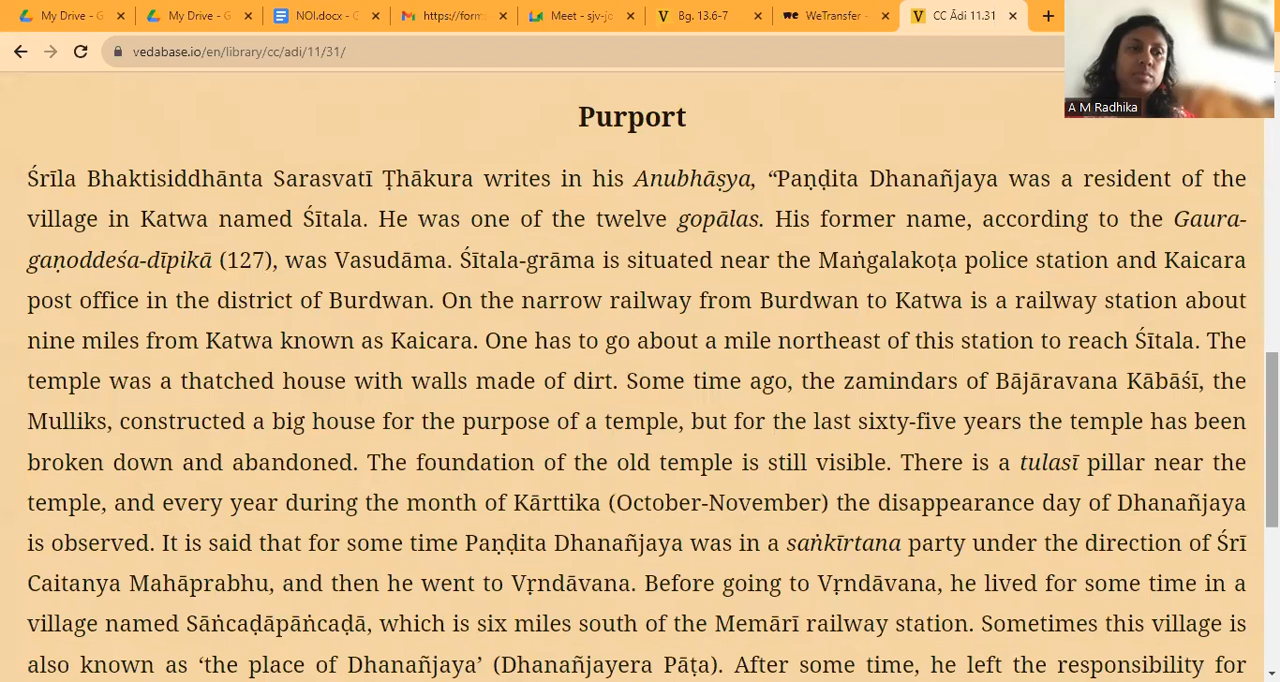 My Drive - G
My Drive - G
NOI.docx - G
https://form
Meet - sjv-jo
Bg. 13.6-7
WeTransfer -
CC Ādi 11.31
vedabase.io/en/library/cc/adi/11/31/
A M Radhika
Purport
Śrīla Bhaktisiddhānta Sarasvatī Ṭhākura writes in his Anubhāṣya, “Paṇḍita Dhanañjaya was a resident of the
village in Katwa named Śītala. He was one of the twelve gopālas. His former name, according to the Gaura-
gaṇoddeśa-dīpikā (127), was Vasudāma. Śītala-grāma is situated near the Maṅgalakoṭa police station and Kaicara
post office in the district of Burdwan. On the narrow railway from Burdwan to Katwa is a railway station about
nine miles from Katwa known as Kaicara. One has to go about a mile northeast of this station to reach Śītala. The
temple was a thatched house with walls made of dirt. Some time ago, the zamindars of Bājāravana Kābāśī, the
Mulliks, constructed a big house for the purpose of a temple, but for the last sixty-five years the temple has been
broken down and abandoned. The foundation of the old temple is still visible. There is a tulasī pillar near the
temple, and every year during the month of Kārttika (October-November) the disappearance day of Dhanañjaya
is observed. It is said that for some time Paṇḍita Dhanañjaya was in a saṅkīrtana party under the direction of Śrī
Caitanya Mahāprabhu, and then he went to Vṛndāvana. Before going to Vṛndāvana, he lived for some time in a
village named Sāṅcaḍāpāṅcaḍā, which is six miles south of the Memārī railway station. Sometimes this village is
also known as ‘the place of Dhanañjaya’ (Dhanañjayera Pāṭa). After some time, he left the responsibility for